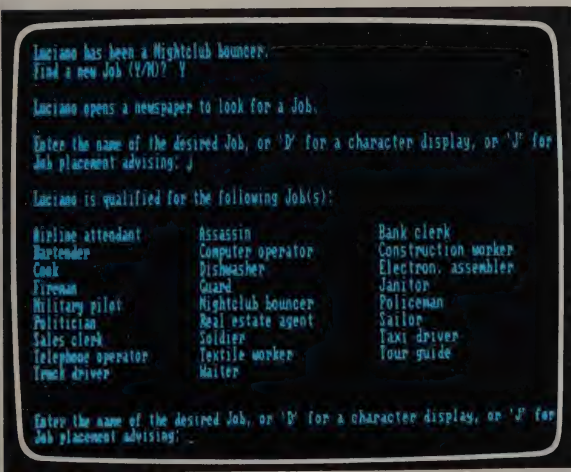 Luciano has been a Nightclub bouncer.
Find a new Job (Y/N)? Y
Luciano opens a newspaper to look for a Job.
Enter the name of the desired Job, or 'D' for a character display, or 'J' for
Job placement advising: j
Luciano is qualified for the following Job(s):
Airline attendant Assassin Bank clerk
Bartender Computer operator Construction worker
Cook Dishwasher Electron. assembler
Fireman Guard Janitor
Military pilot Nightclub bouncer Policeman
Politician Real estate agent Sailor
Sales clerk Soldier Taxi driver
Telephone operator Textile worker Tour guide
Truck driver Waiter
Enter the name of the desired Job, or 'D' for a character display, or 'J' for
Job placement advising: _